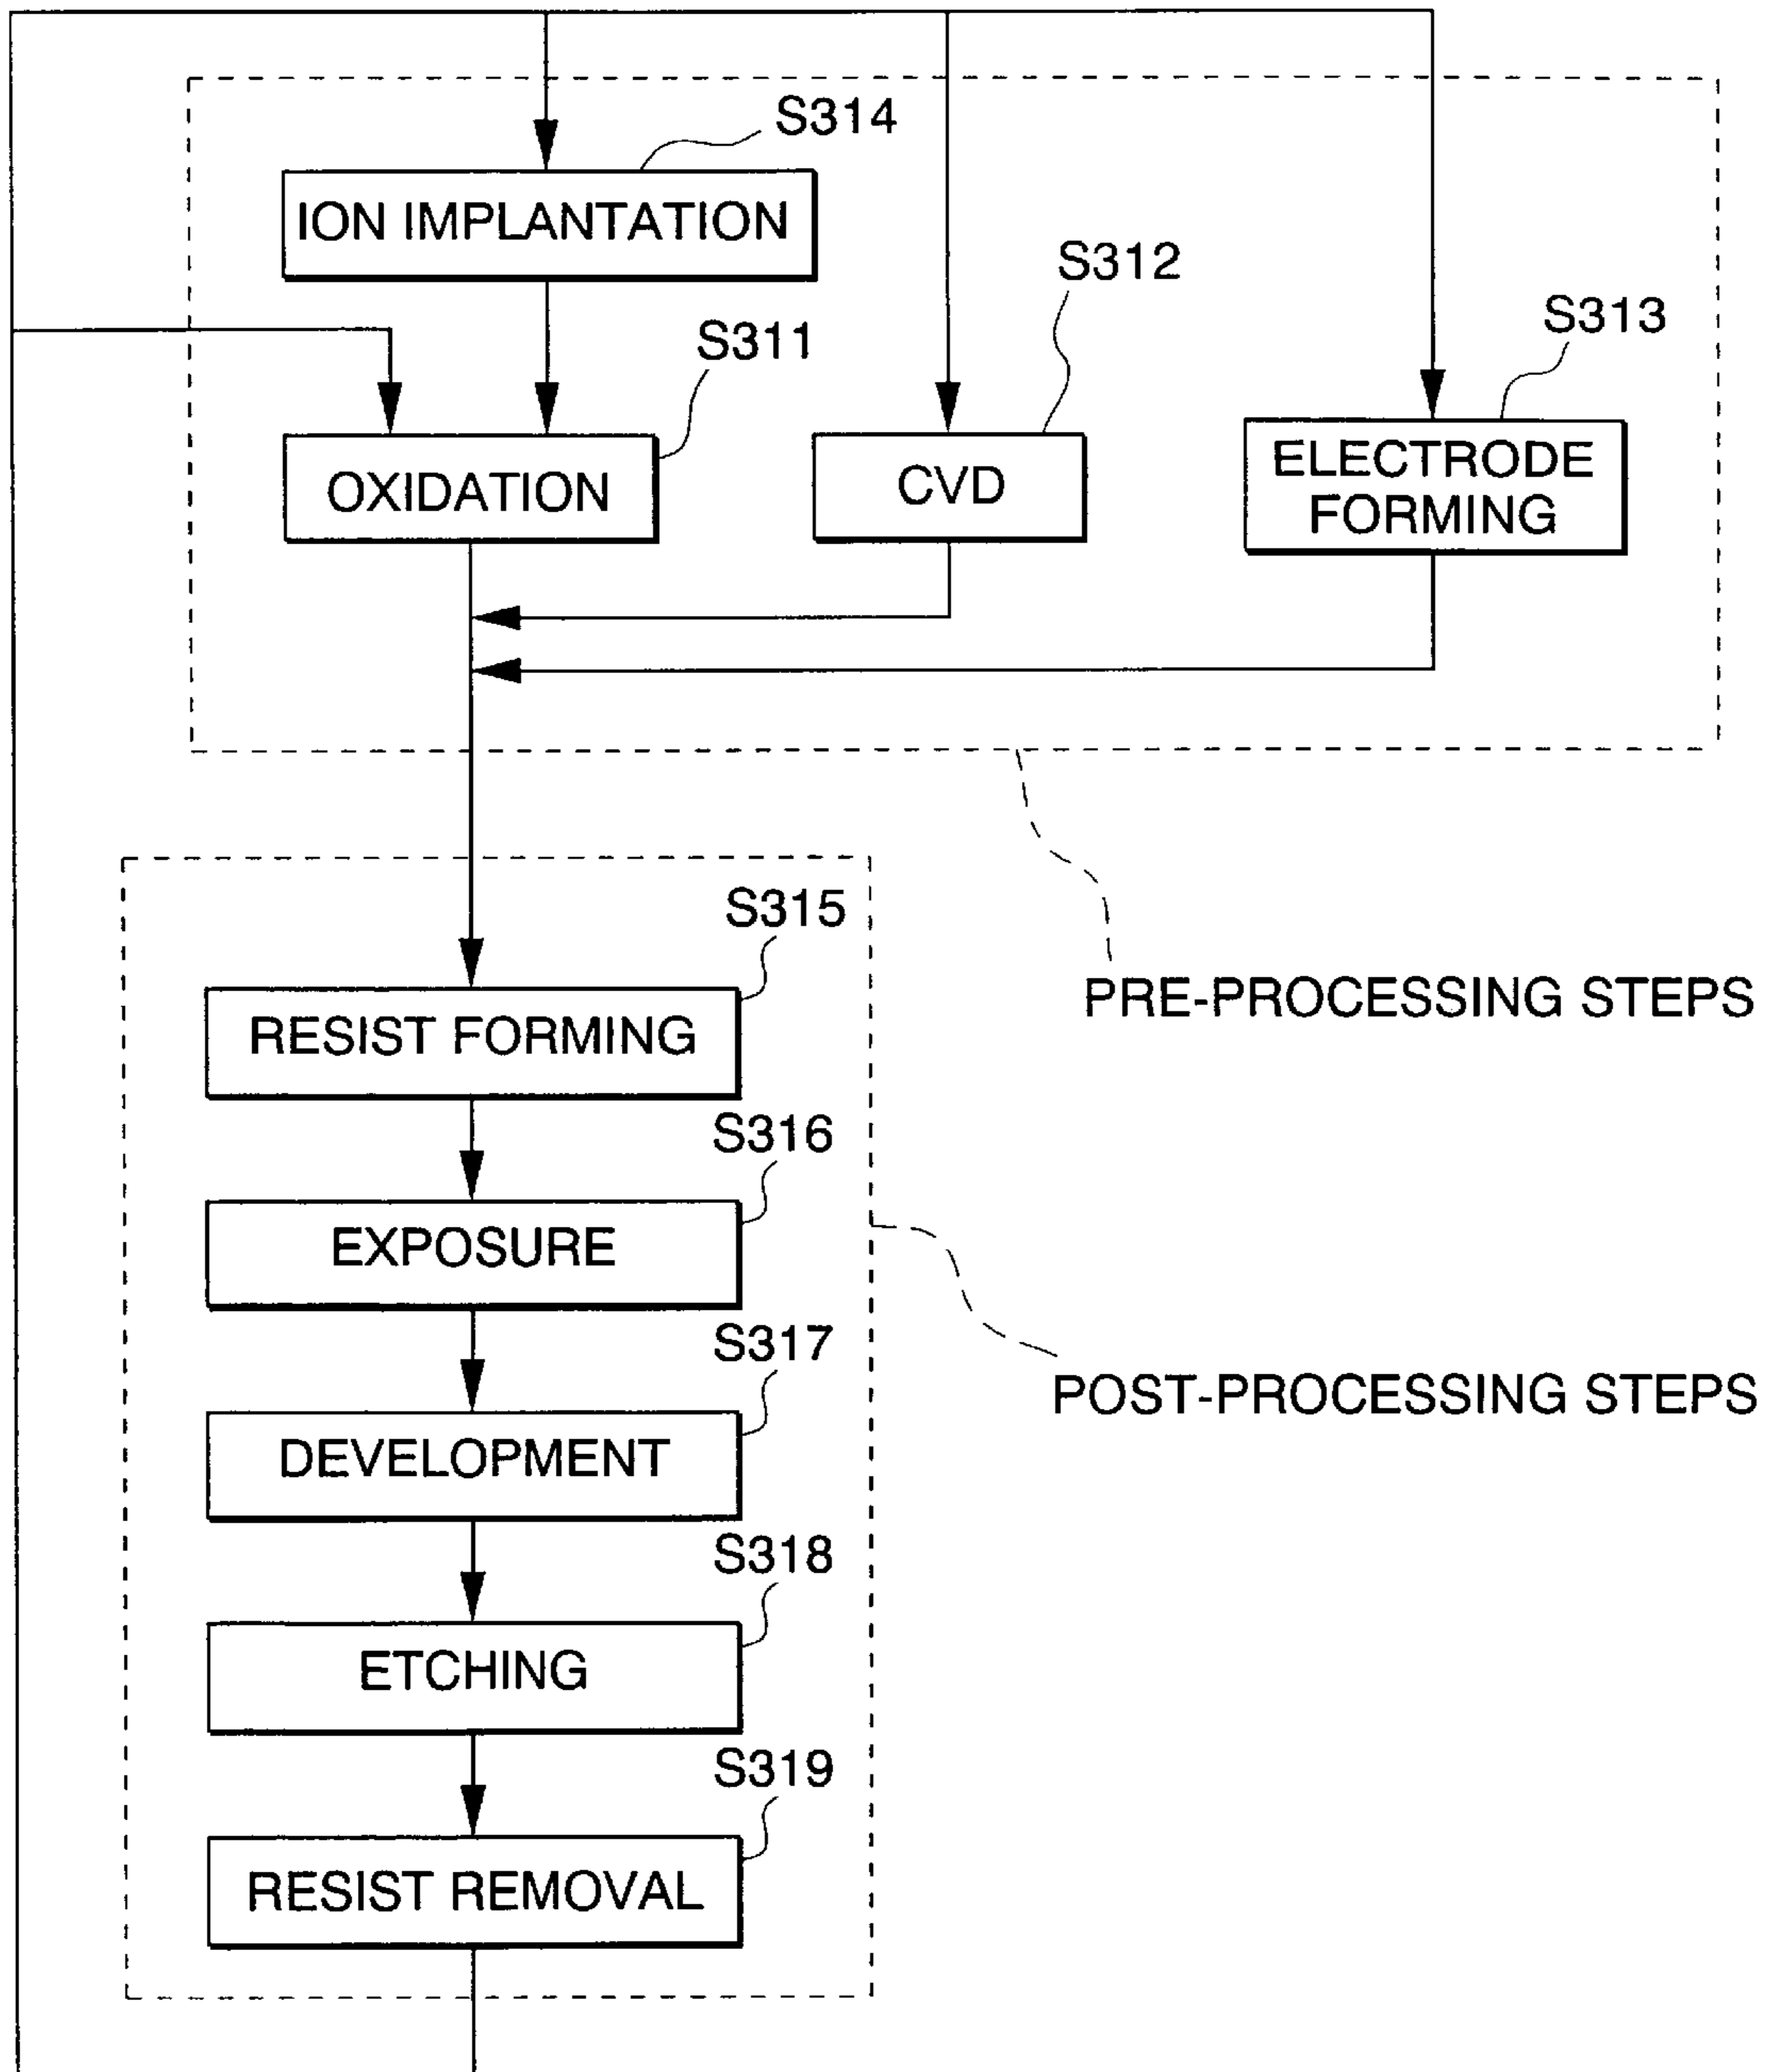 S314
ION IMPLANTATION
S312
S313
S311
OXIDATION
CVD
ELECTRODE
FORMING
S315
PRE-PROCESSING STEPS
RESIST FORMING
S316
EXPOSURE
S317
POST-PROCESSING STEPS
DEVELOPMENT
S318
ETCHING
S319
RESIST REMOVAL